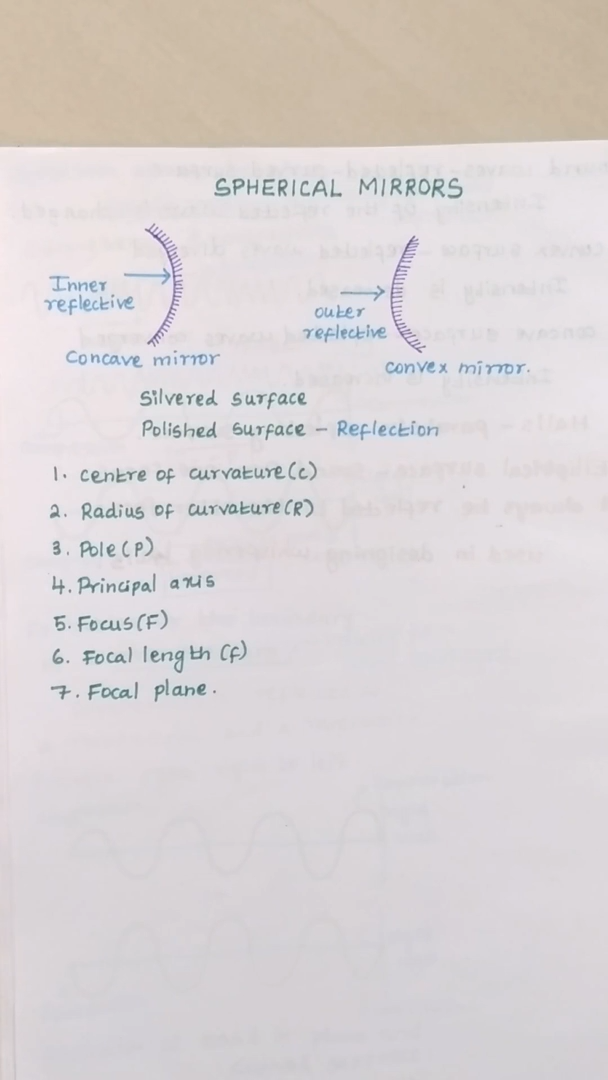 SPHERICAL MIRRORS
Inner
reflective
Concave mirror
outer
reflective
convex mirror.
Silvered surface
Polished surface – Reflection
1. centre of curvature (C)
2. Radius of curvature (R)
3. Pole (P)
4. Principal axis
5. Focus (F)
6. Focal length (f)
7. Focal plane.